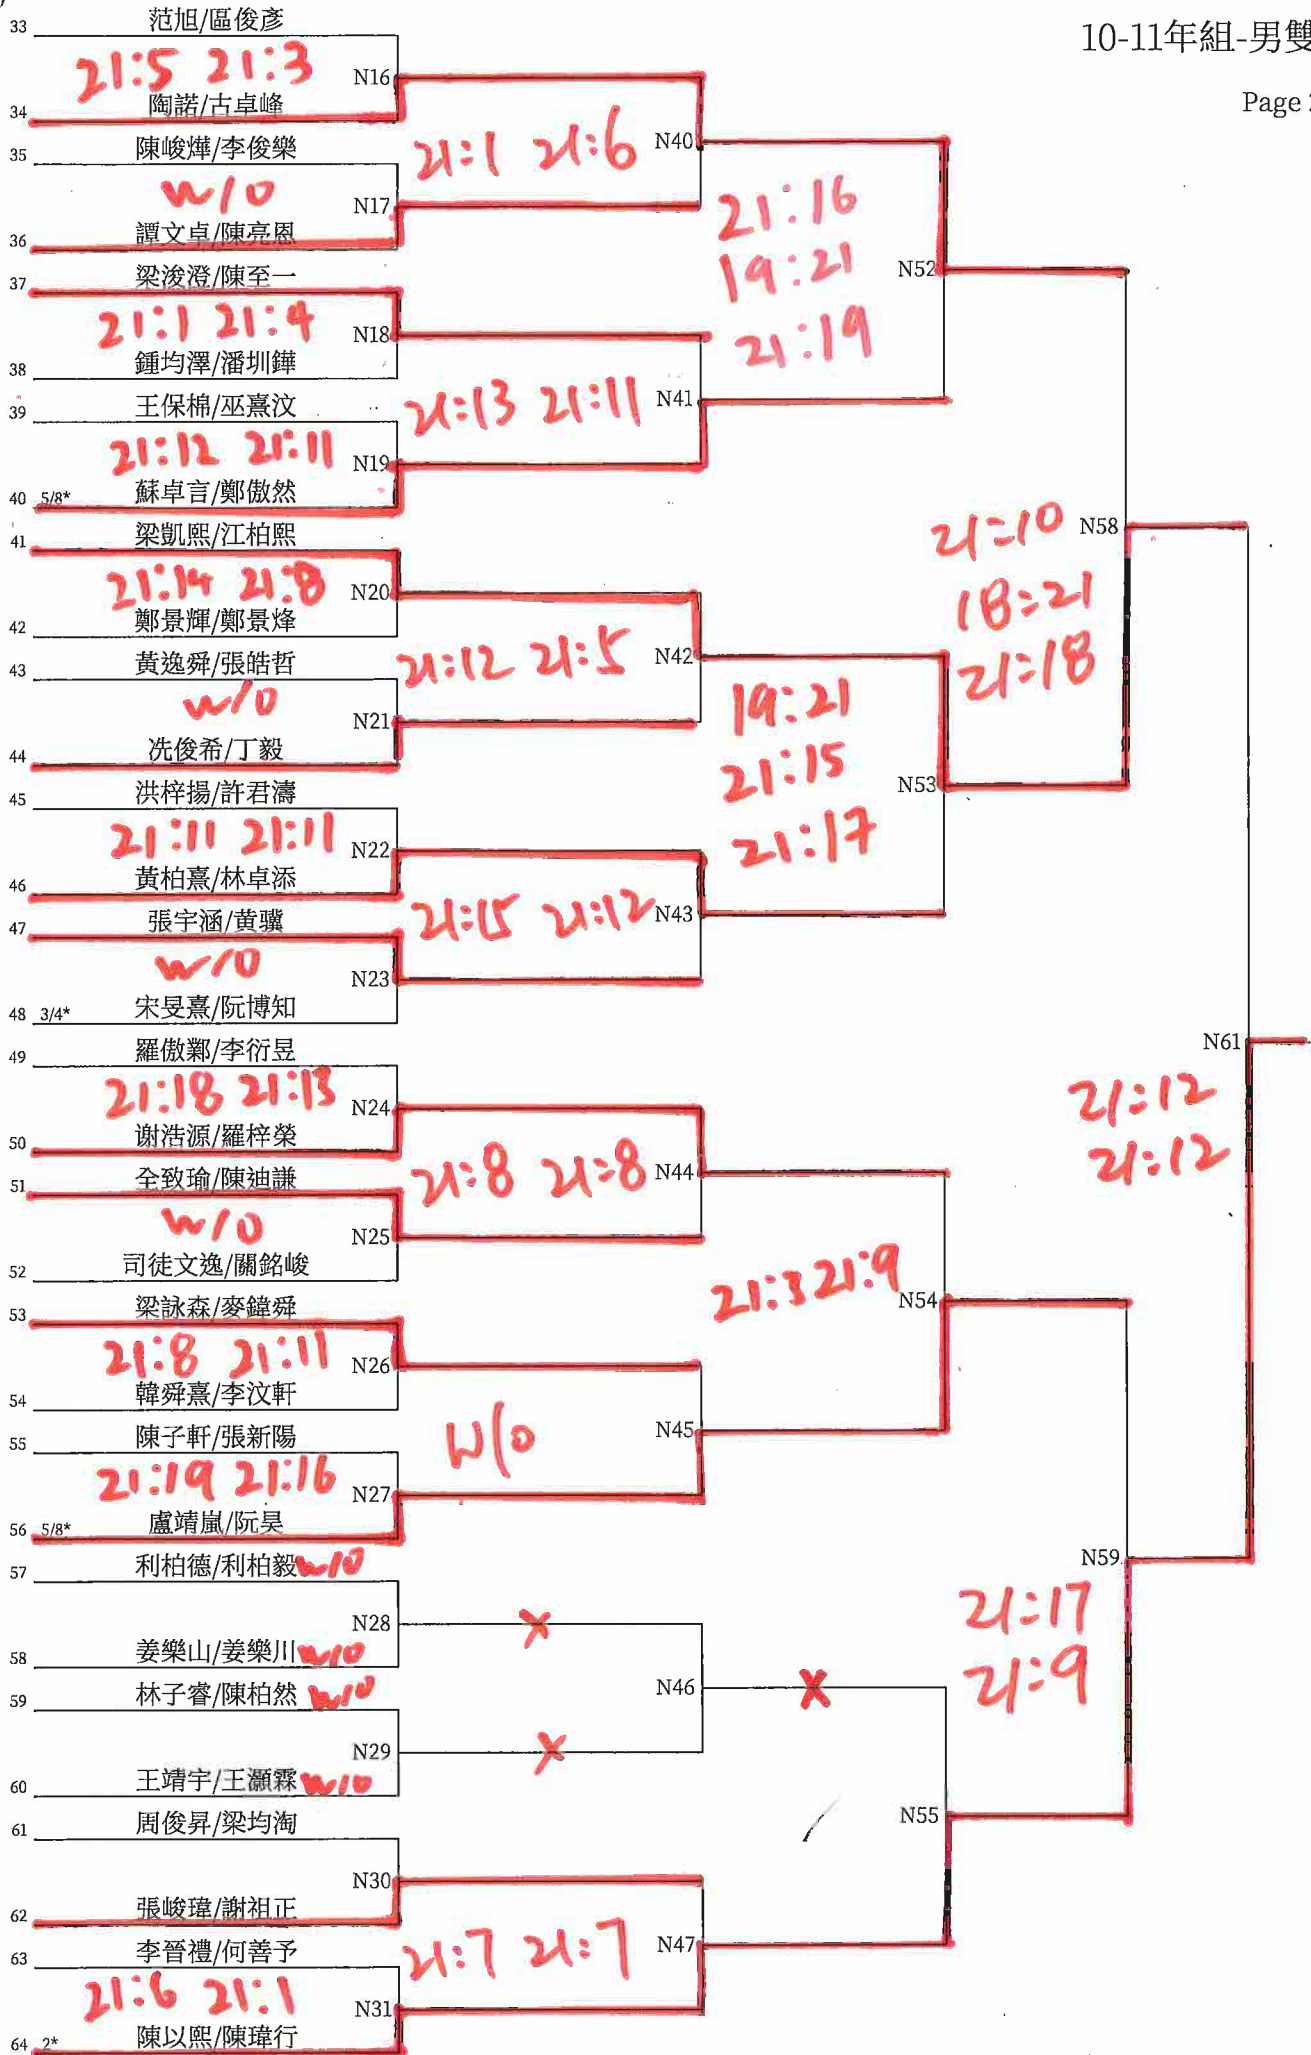 10-11年組-男雙
Page
33 范旭/區俊彥
21:5 21:3
N16
34 陶諾/古卓峰
35 陳峻燁/李俊樂
21:1 21:6
N40
w/o
N17
36 譚文卓/陳亮恩
21:16
19:21
21:19
N52
37 梁浚澄/陳至一
21:1 21:4
N18
38 鍾均澤/潘圳鏵
39 王保棉/巫熹汶
21:13 21:11
N41
21:12 21:11
N19
40 5/8* 蘇卓言/鄭傲然
41 梁凱熙/江柏熙
21:10
18:21
21:18
N58
21:14 21:8
N20
42 鄭景輝/鄭景烽
43 黃逸舜/張皓哲
21:12 21:5
N42
w/o
N21
44 冼俊希/丁毅
19:21
21:15
21:17
N53
45 洪梓揚/許君濤
21:11 21:11
N22
46 黃柏熹/林卓添
47 張宇涵/黄骥
21:15 21:12
N43
w/o
N23
48 3/4* 宋旻熹/阮博知
49 羅傲鄴/李衍昱
N61
21:12
21:12
21:18 21:13
N24
50 谢浩源/羅梓榮
51 全致瑜/陳迪謙
21:8 21:8
N44
w/o
N25
52 司徒文逸/關銘峻
21:3 21:9
N54
53 梁詠森/麥鍏舜
21:8 21:11
N26
54 韓舜熹/李汶軒
55 陳子軒/張新陽
w/o
N45
21:19 21:16
N27
56 5/8* 盧靖嵐/阮昊
57 利柏德/利柏毅 w/o
N59
21:17
21:9
N28
x
58 姜樂山/姜樂川 w/o
59 林子睿/陳柏然 w/o
N46
x
N29
x
60 王靖宇/王灝霖 w/o
61 周俊昇/梁均淘
N55
N30
62 張峻瑋/謝祖正
63 李晉禮/何善予
21:7 21:7
N47
21:6 21:1
N31
64 2* 陳以熙/陳瑋行